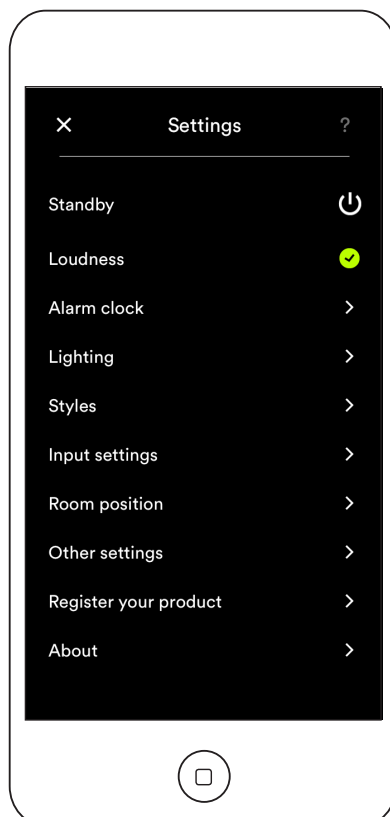 Settings ?
Standby
Loudness
Alarm clock
Lighting
Styles
Input settings
Room position
Other settings
Register your product
About